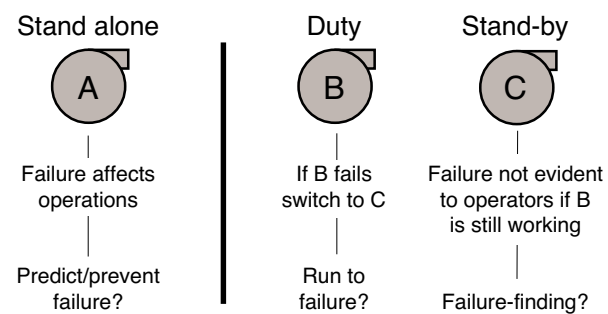 Stand alone
A
Failure affects
operations
Predict/prevent
failure?
Duty
B
If B fails
switch to C
Run to
failure?
Stand-by
C
Failure not evident
to operators if B
is still working
Failure-finding?